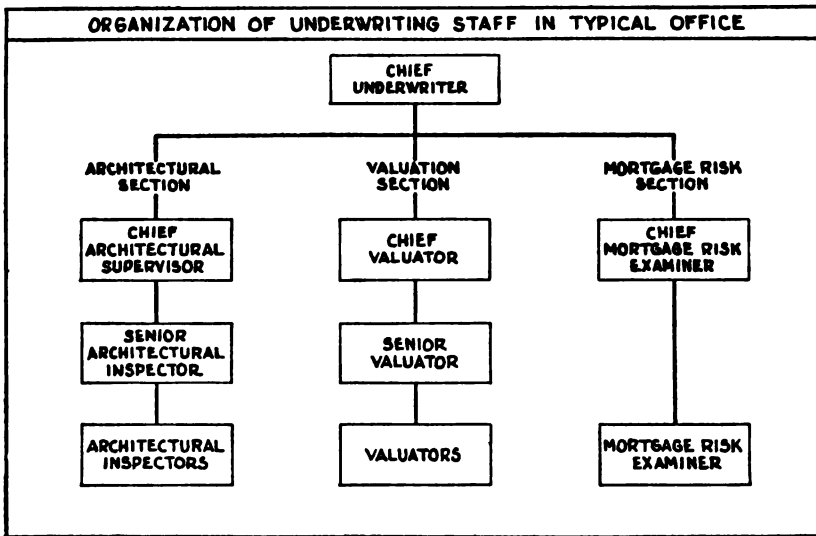 ORGANIZATION OF UNDERWRITING STAFF IN TYPICAL OFFICE
CHIEF
UNDERWRITER
ARCHITECTURAL
SECTION
VALUATION
SECTION
MORTGAGE RISK
SECTION
CHIEF
ARCHITECTURAL
SUPERVISOR
CHIEF
VALUATOR
CHIEF
MORTGAGE RISK
EXAMINER
SENIOR
ARCHITECTURAL
INSPECTOR
SENIOR
VALUATOR
ARCHITECTURAL
INSPECTORS
VALUATORS
MORTGAGE RISK
EXAMINER